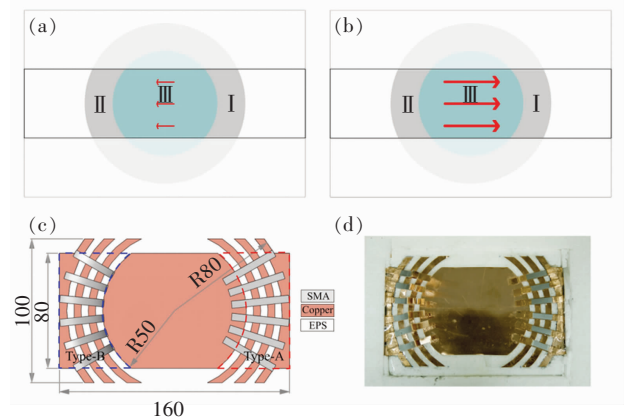 (a)
(b)
Ⅱ
Ⅲ
Ⅰ
Ⅱ
Ⅲ
Ⅰ
(c)
(d)
R80
R50
100
80
160
Type-B
Type-A
SMA
Copper
EPS